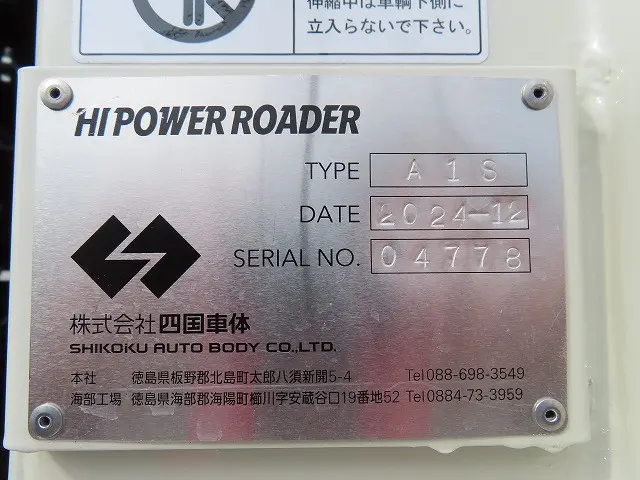 伸縮中は車輌下側に
立入らないで下さい。
HI POWER ROADER
TYPE A1S
DATE 2024-12
SERIAL NO. 04778
株式会社 四国車体
SHIKOKU AUTO BODY CO.,LTD.
本社 徳島県板野郡北島町太郎八須新開5-4 Tel 088-698-3549
海部工場 徳島県海部郡海陽町櫛川字安蔵谷口19番地52 Tel 0884-73-3959